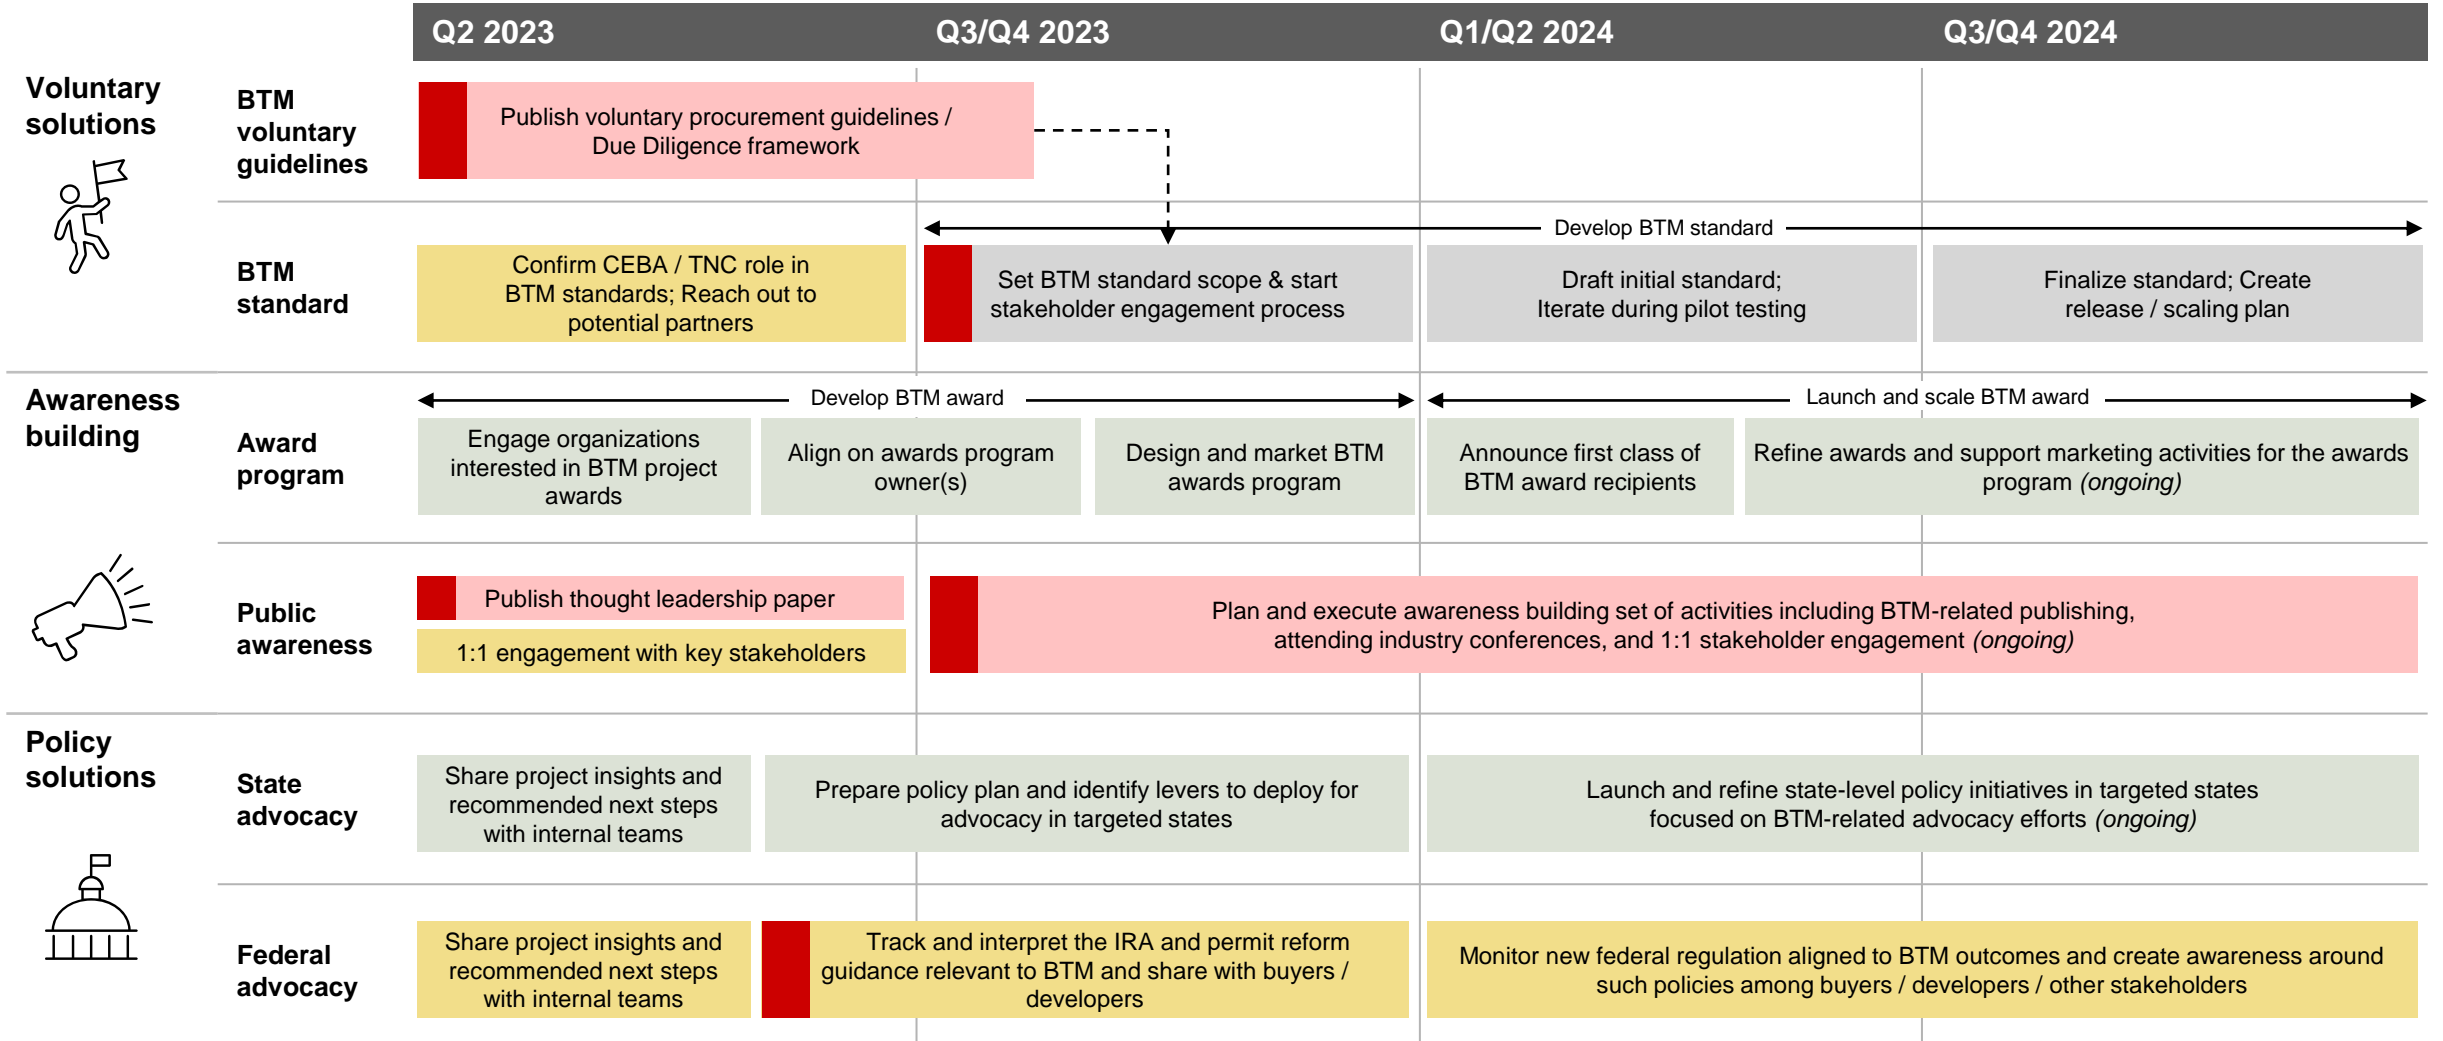 Q2 2023
Q3/Q4 2023
Q1/Q2 2024
Q3/Q4 2024
Voluntary
solutions
BTM
voluntary
guidelines
Publish voluntary procurement guidelines /
Due Diligence framework
BTM
standard
Develop BTM standard
Confirm CEBA / TNC role in
BTM standards; Reach out to
potential partners
Set BTM standard scope & start
stakeholder engagement process
Draft initial standard;
Iterate during pilot testing
Finalize standard; Create
release / scaling plan
Awareness
building
Award
program
Develop BTM award
Launch and scale BTM award
Engage organizations
interested in BTM project
awards
Align on awards program
owner(s)
Design and market BTM
awards program
Announce first class of
BTM award recipients
Refine awards and support marketing activities for the awards
program (ongoing)
Public
awareness
Publish thought leadership paper
1:1 engagement with key stakeholders
Plan and execute awareness building set of activities including BTM-related publishing,
attending industry conferences, and 1:1 stakeholder engagement (ongoing)
Policy
solutions
State
advocacy
Share project insights and
recommended next steps
with internal teams
Prepare policy plan and identify levers to deploy for
advocacy in targeted states
Launch and refine state-level policy initiatives in targeted states
focused on BTM-related advocacy efforts (ongoing)
Federal
advocacy
Share project insights and
recommended next steps
with internal teams
Track and interpret the IRA and permit reform
guidance relevant to BTM and share with buyers /
developers
Monitor new federal regulation aligned to BTM outcomes and create awareness around
such policies among buyers / developers / other stakeholders